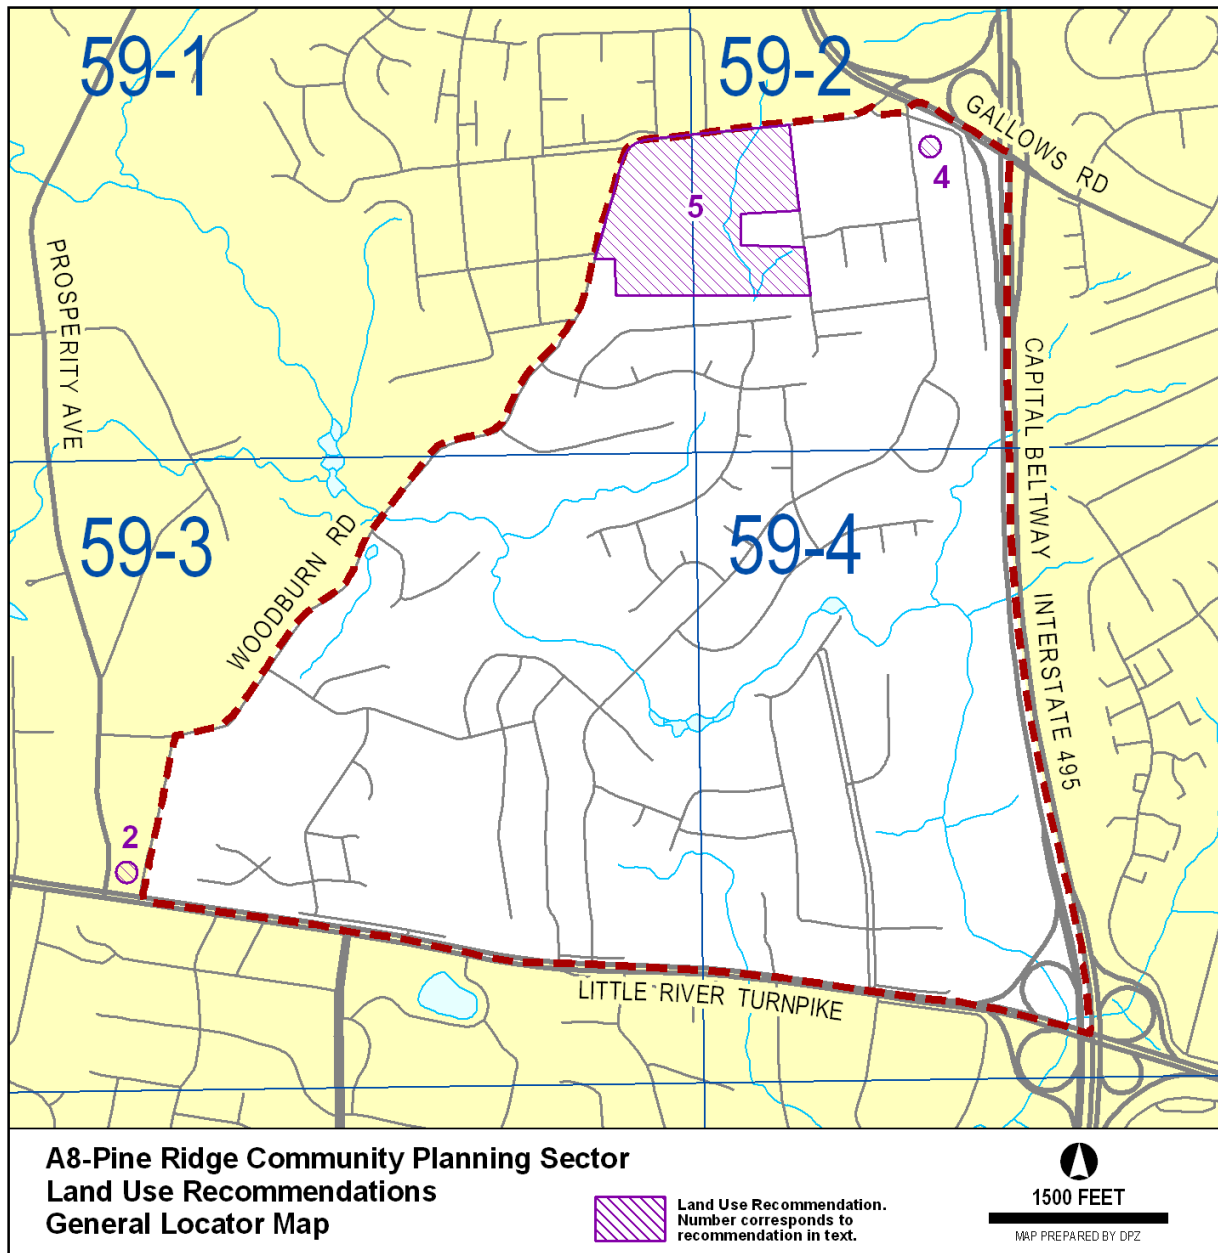 59-1
59-2
GALLOWS RD
4
5
PROSPERITY AVE
CAPITAL BELTWAY INTERSTATE 495
59-3
59-4
WOODBURN RD
2
LITTLE RIVER TURNPIKE
A8-Pine Ridge Community Planning Sector
Land Use Recommendations
General Locator Map
Land Use Recommendation.
Number corresponds to
recommendation in text.
1500 FEET
MAP PREPARED BY DPZ